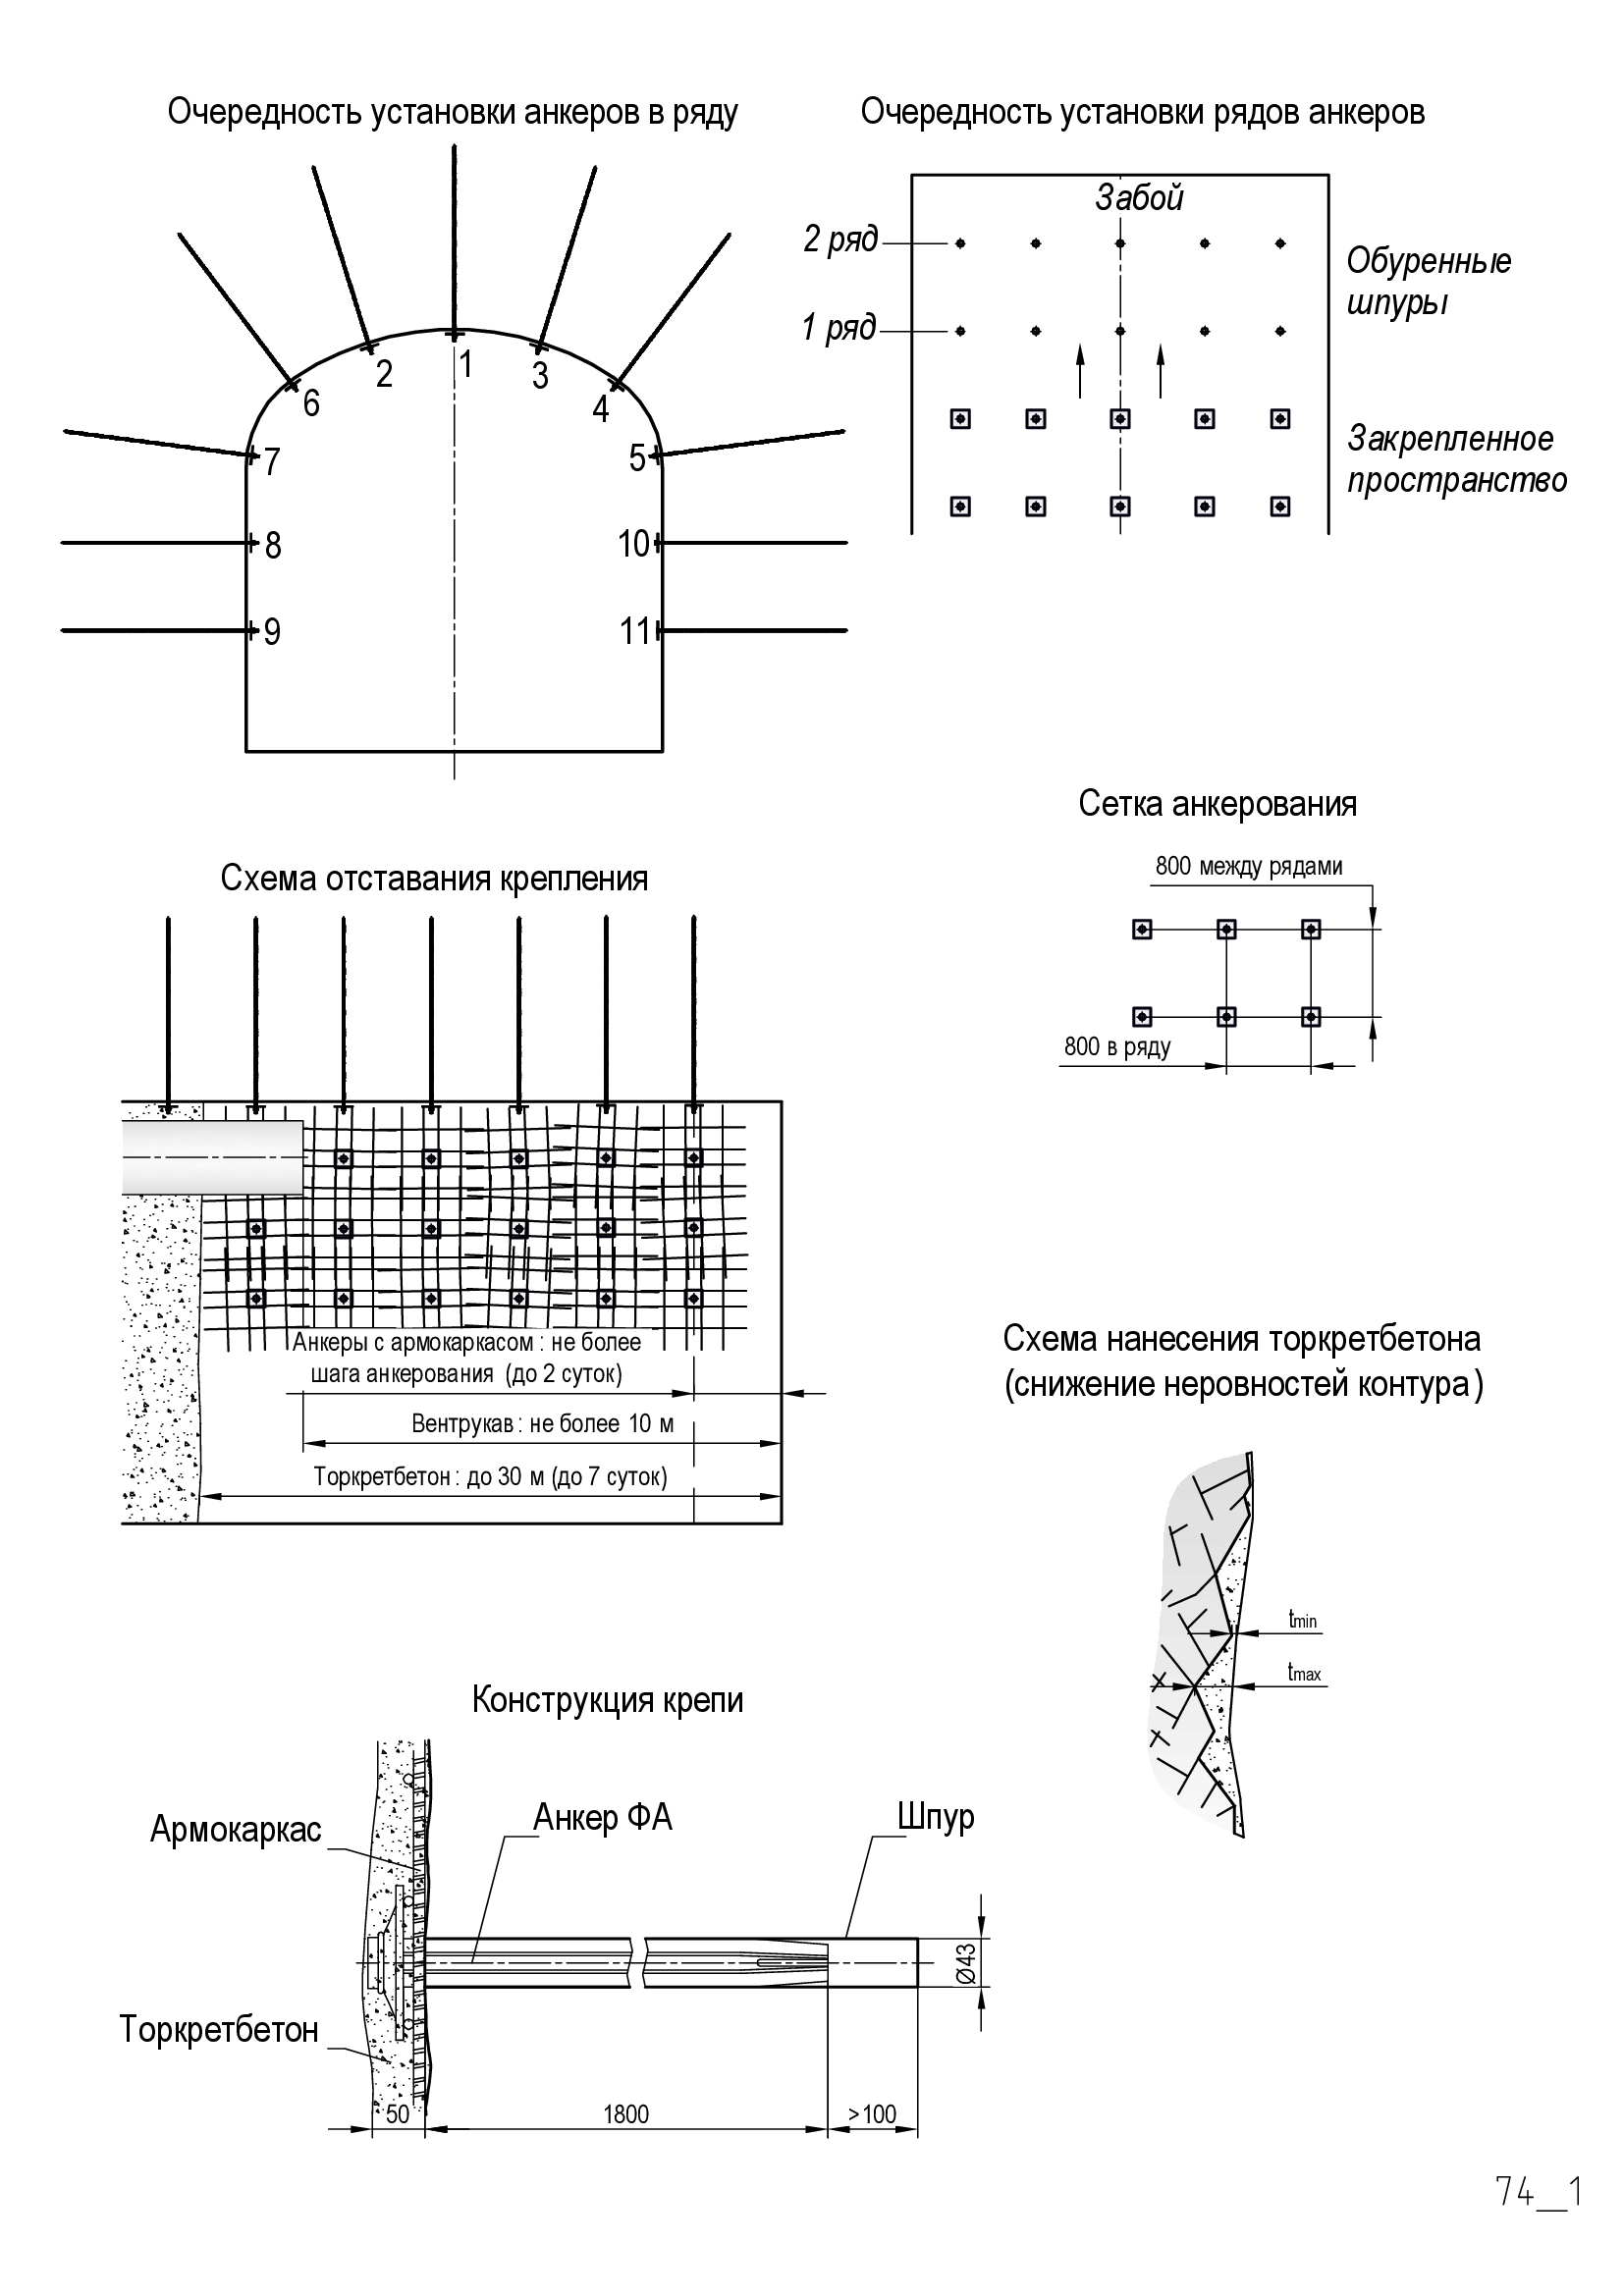 Очередность установки анкеров в ряду
1
2
3
4
5
6
7
8
9
10
11
Очередность установки рядов анкеров
Забой
2 ряд
1 ряд
Обуренные
шпуры
Закрепленное
пространство
Сетка анкерования
800 между рядами
800 в ряду
Схема отставания крепления
Анкеры с армокаркасом : не более
шага анкерования (до 2 суток)
Вентрукав : не более 10 м
Торкретбетон : до 30 м (до 7 суток)
Схема нанесения торкретбетона
(снижение неровностей контура)
tmin
tmax
Конструкция крепи
Армокаркас
Анкер ФА
Шпур
Торкретбетон
Ø43
50
1800
>100
74_1